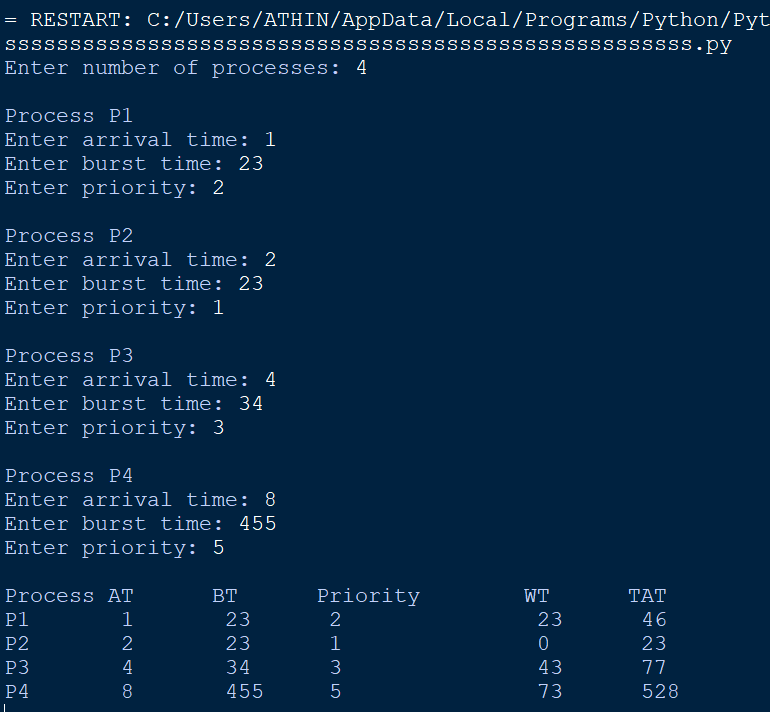 = RESTART: C:/Users/ATHIN/AppData/Local/Programs/Python/Pyt
sssssssssssssssssssssssssssssssssssssssssssssssssssss.py
Enter number of processes: 4
Process P1
Enter arrival time: 1
Enter burst time: 23
Enter priority: 2
Process P2
Enter arrival time: 2
Enter burst time: 23
Enter priority: 1
Process P3
Enter arrival time: 4
Enter burst time: 34
Enter priority: 3
Process P4
Enter arrival time: 8
Enter burst time: 455
Enter priority: 5
Process AT BT Priority WT TAT
P1 1 23 2 23 46
P2 2 23 1 0 23
P3 4 34 3 43 77
P4 8 455 5 73 528